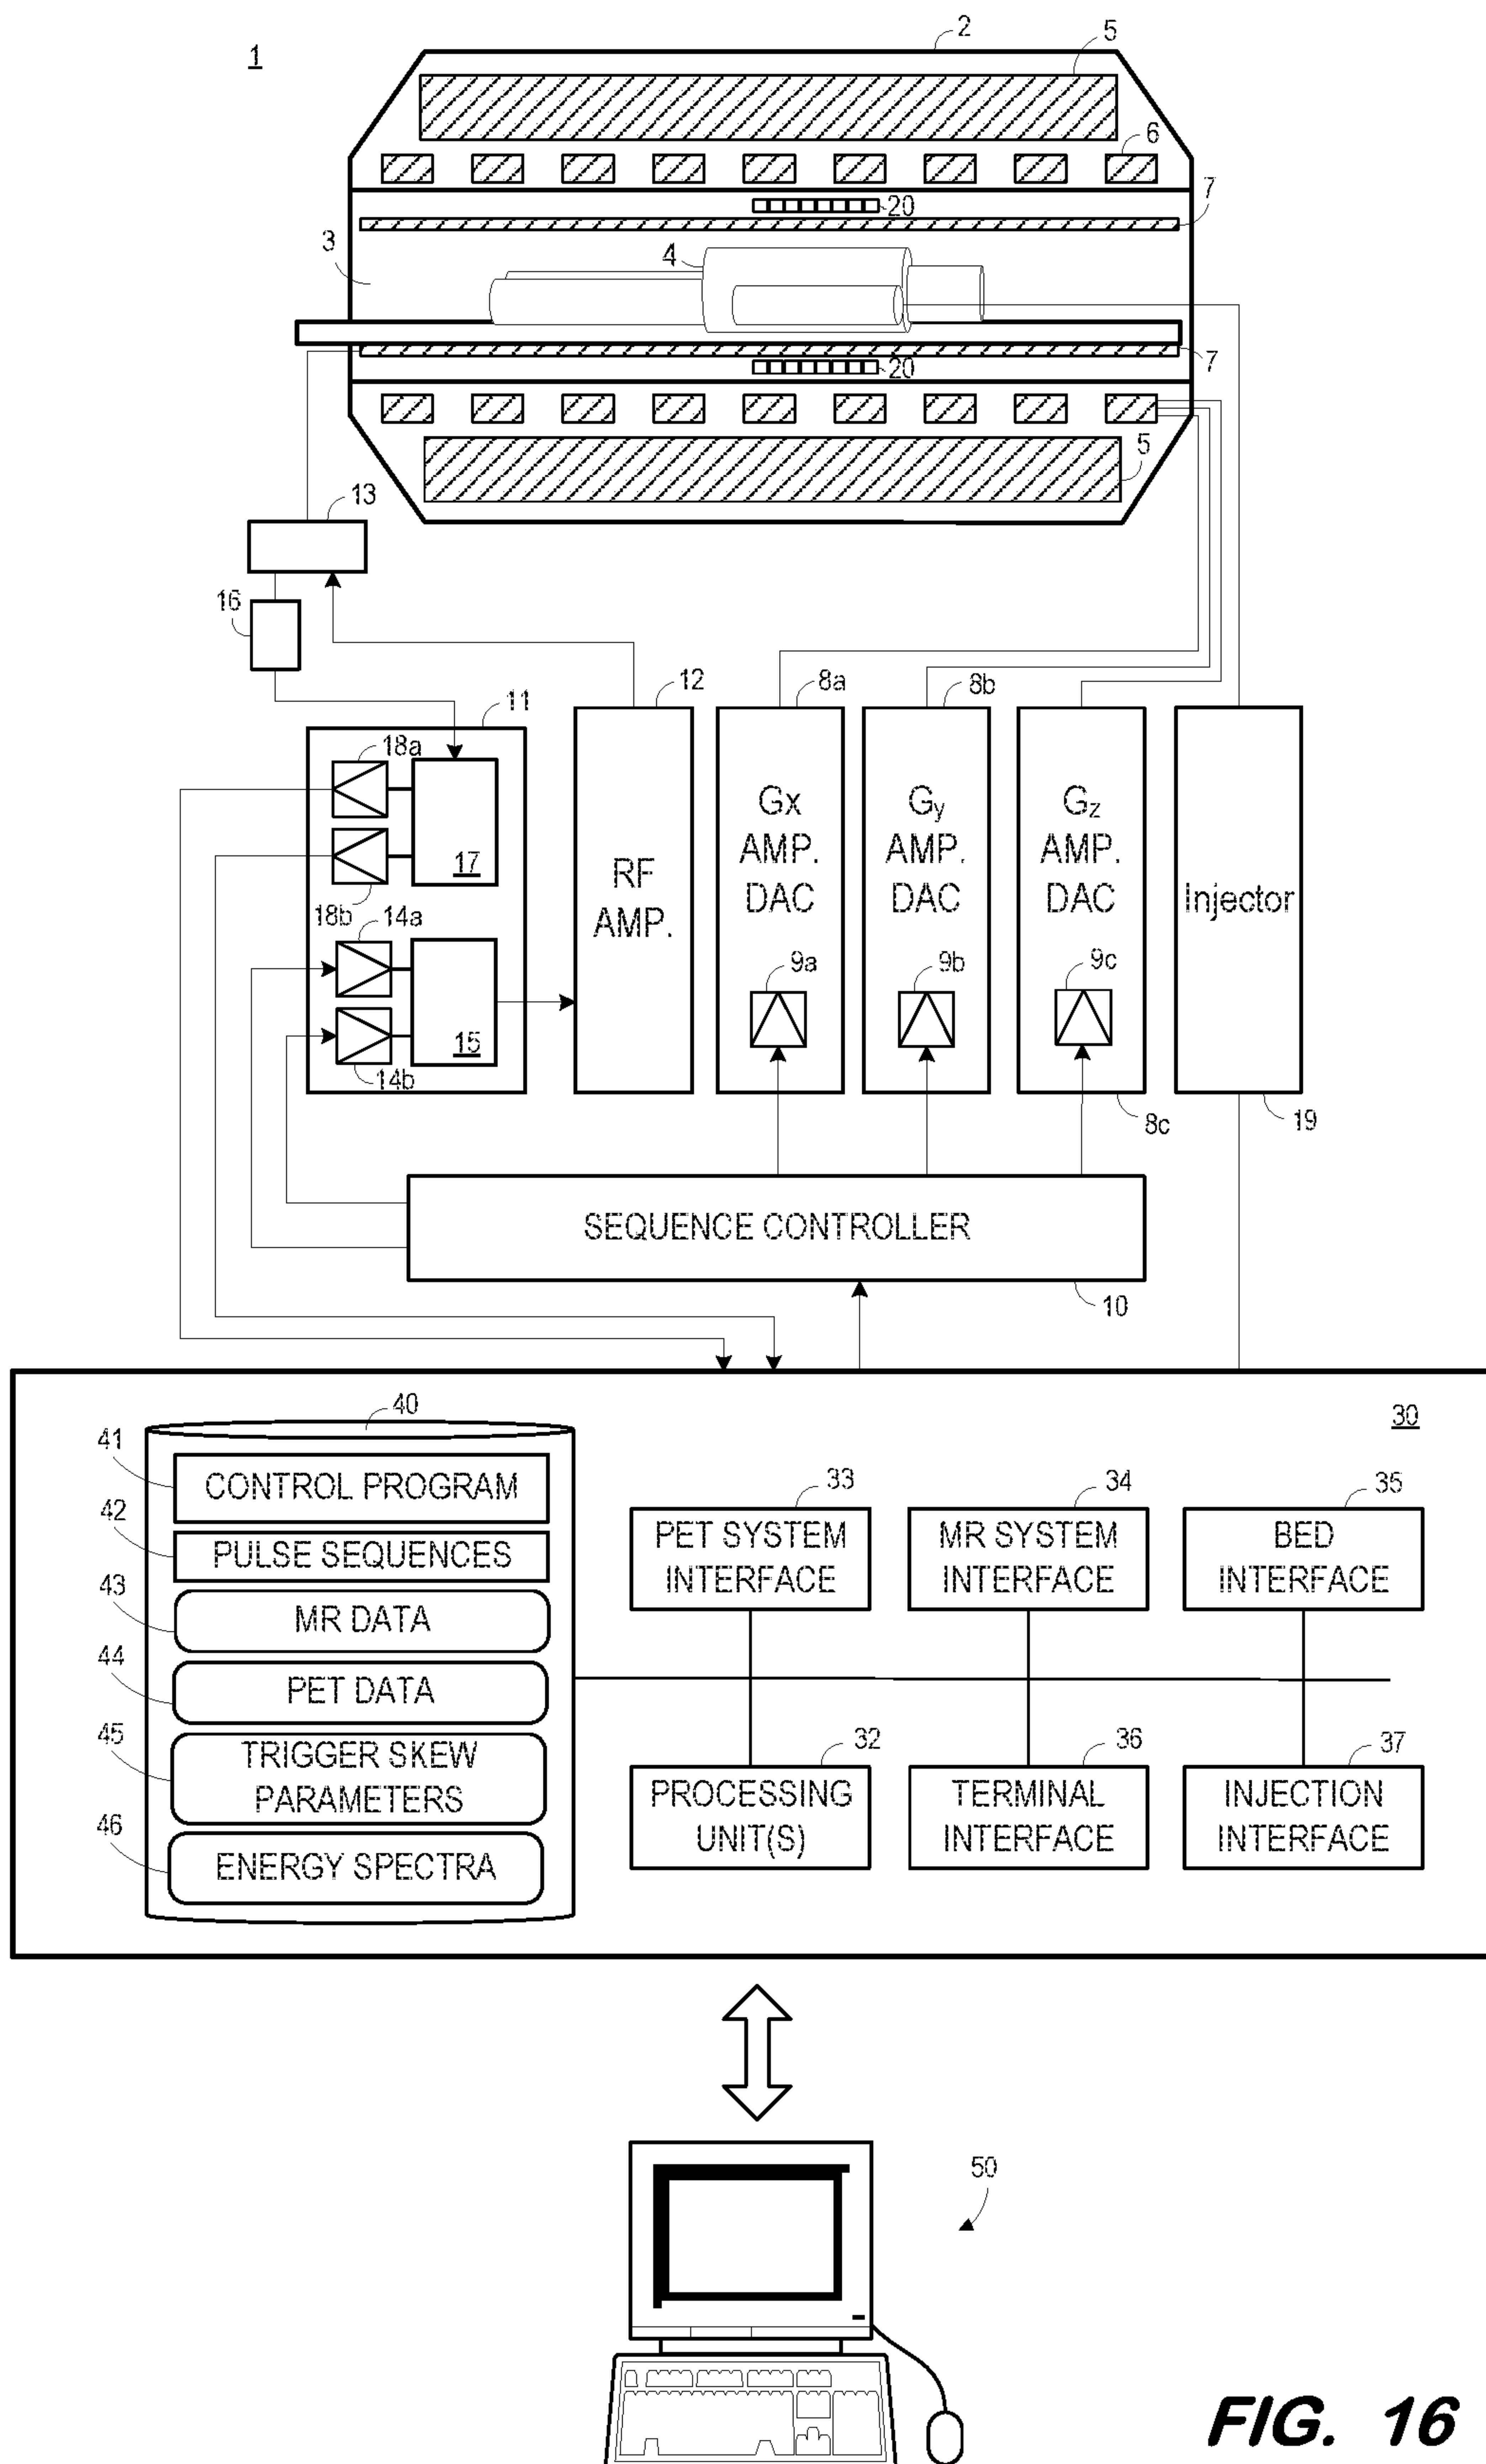 1
2
5
6
7
20
3
4
20
7
5
13
16
11
12
8a
8b
18a
17
18b
14a
15
14b
RF
AMP.
Gx
AMP.
DAC
9a
Gy
AMP.
DAC
9b
Gz
AMP.
DAC
9c
8c
Injector
19
SEQUENCE CONTROLLER
10
30
40
41
CONTROL PROGRAM
42
PULSE SEQUENCES
43
MR DATA
44
PET DATA
45
TRIGGER SKEW
PARAMETERS
46
ENERGY SPECTRA
33
PET SYSTEM
INTERFACE
34
MR SYSTEM
INTERFACE
35
BED
INTERFACE
32
PROCESSING
UNIT(S)
36
TERMINAL
INTERFACE
37
INJECTION
INTERFACE
50
FIG. 16